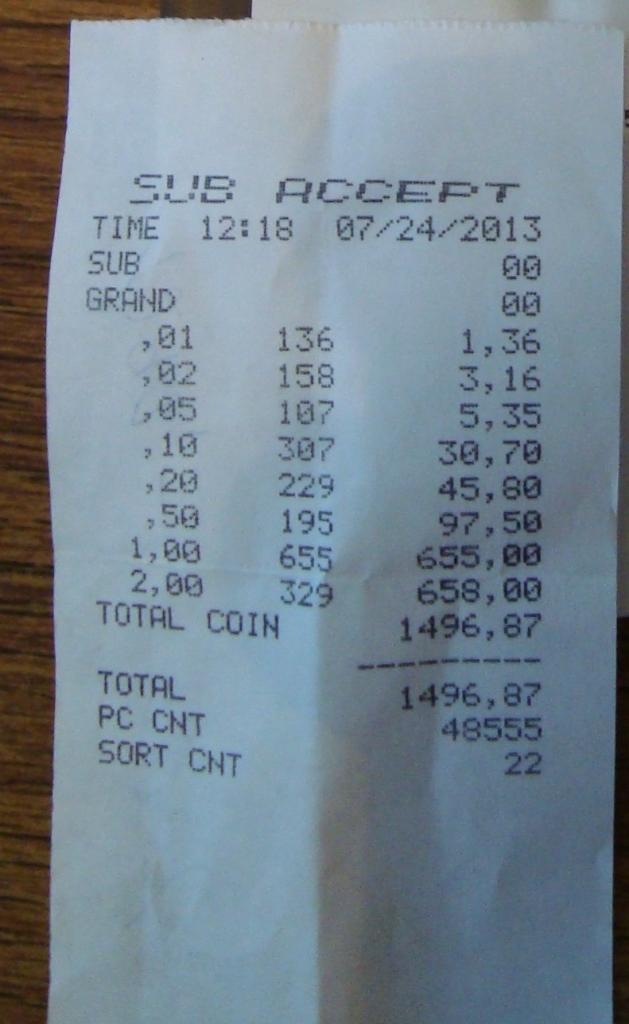 SUB ACCEPT
TIME 12:18 07/24/2013
SUB 00
GRAND 00
,01 136 1,36
,02 158 3,16
,05 107 5,35
,10 307 30,70
,20 229 45,80
,50 195 97,50
1,00 655 655,00
2,00 329 658,00
TOTAL COIN 1496,87
----------
TOTAL 1496,87
PC CNT 48555
SORT CNT 22